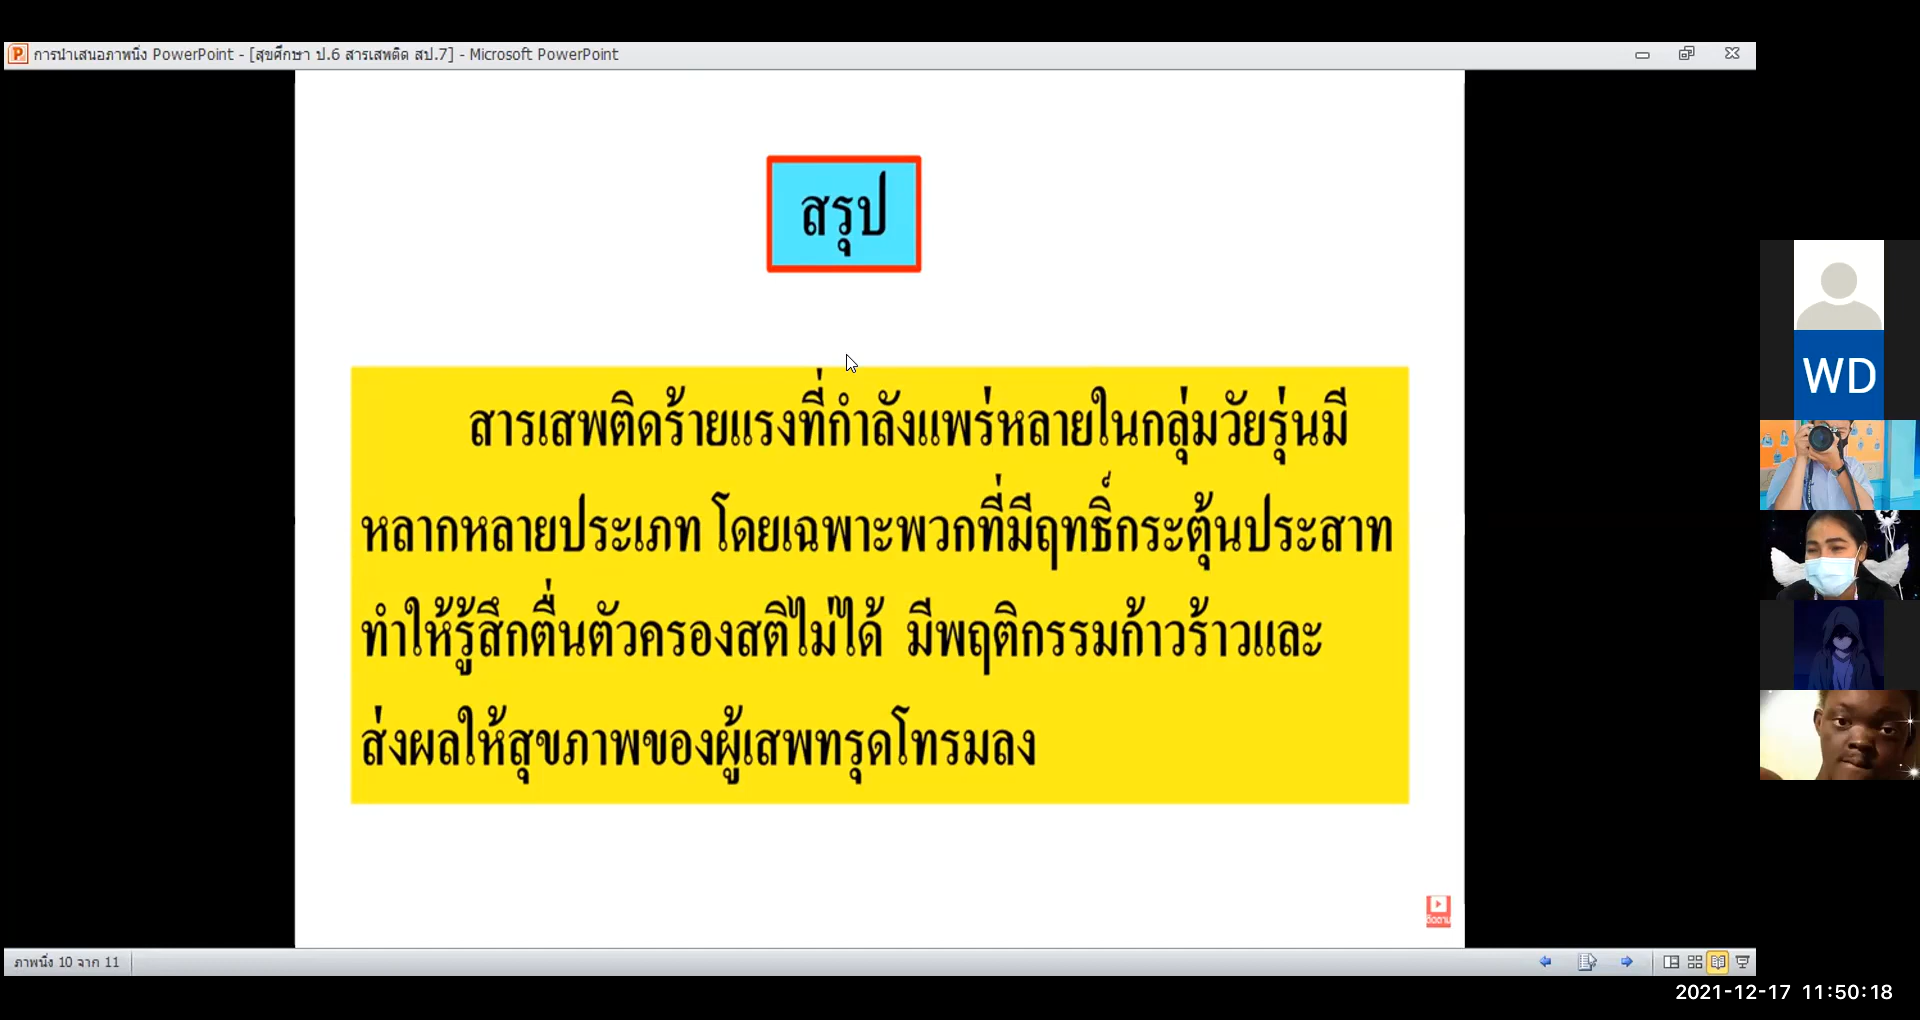 การนำเสนอภาพนิ่ง PowerPoint - [สุขศึกษา ป.6 สารเสพติด สป.7] - Microsoft PowerPoint
สรุป
สารเสพติดร้ายแรงที่กำลังแพร่หลายในกลุ่มวัยรุ่นมี
หลากหลายประเภท โดยเฉพาะพวกที่มีฤทธิ์กระตุ้นประสาท
ทำให้รู้สึกตื่นตัวครองสติไม่ได้ มีพฤติกรรมก้าวร้าวและ
ส่งผลให้สุขภาพของผู้เสพทรุดโทรมลง
WD
ติดตาม
ภาพนิ่ง 10 จาก 11
2021-12-17 11:50:18